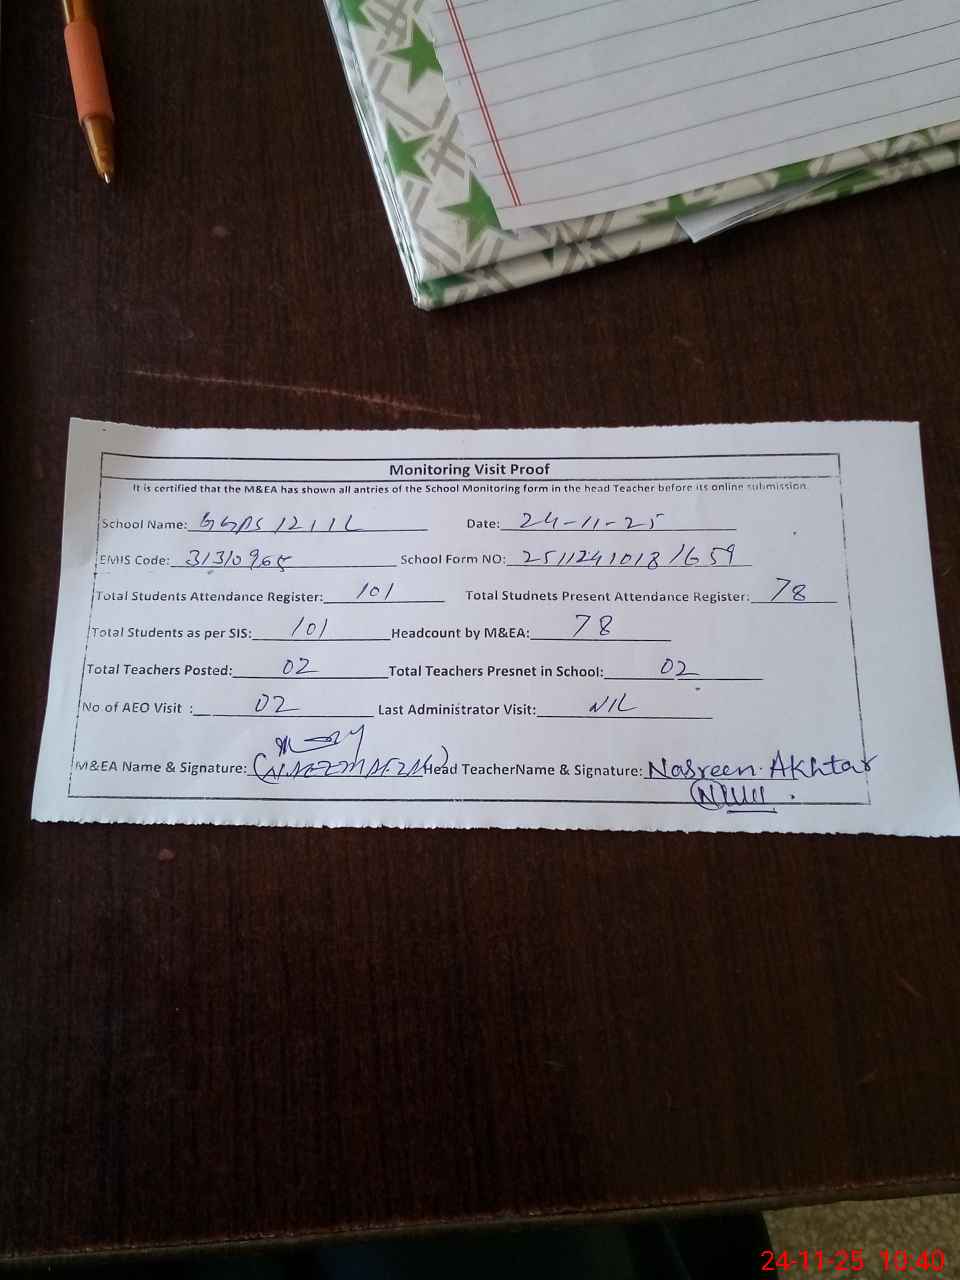 Monitoring Visit Proof
It is certified that the M&EA has shown all antries of the School Monitoring form in the head Teacher before its online submission.
School Name: GGPS 121 1L Date: 24-11-25
EMIS Code: 31310965 School Form NO: 2511241018 1659
Total Students Attendance Register: 101 Total Studnets Present Attendance Register: 78
Total Students as per SIS: 101 Headcount by M&EA: 78
Total Teachers Posted: 02 Total Teachers Presnet in School: 02
No of AEO Visit : 02 Last Administrator Visit: NIL
M&EA Name & Signature: Head TeacherName & Signature: Nasreen. Akhtar
24-11-25 10:40